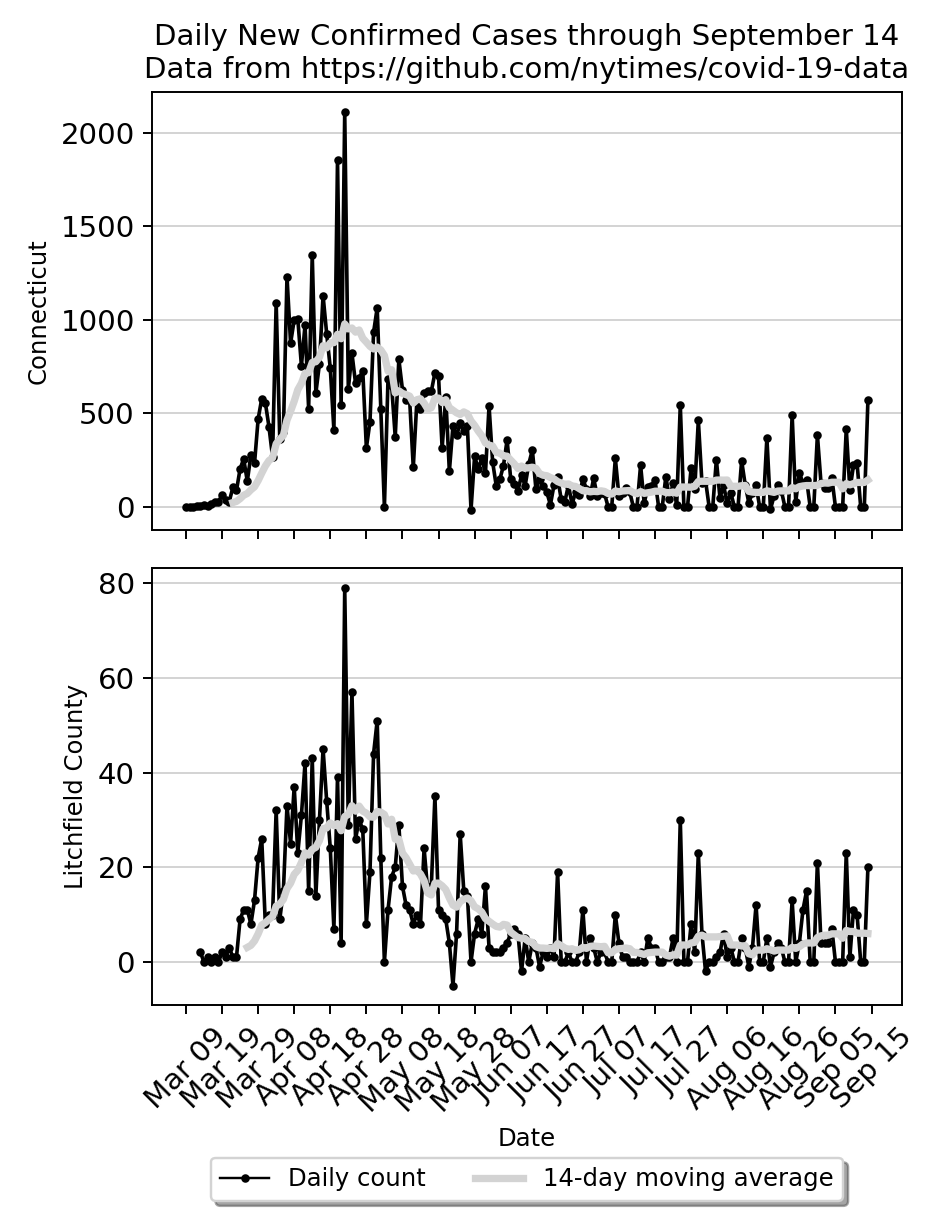 Daily New Confirmed Cases through September 14
Data from https://github.com/nytimes/covid-19-data
Connecticut
2000
1500
1000
500
0
Litchfield County
80
60
40
20
0
Mar 09
Mar 19
Mar 29
Apr 08
Apr 18
Apr 28
May 08
May 18
May 28
Jun 07
Jun 17
Jun 27
Jul 07
Jul 17
Jul 27
Aug 06
Aug 16
Aug 26
Sep 05
Sep 15
Date
Daily count
14-day moving average